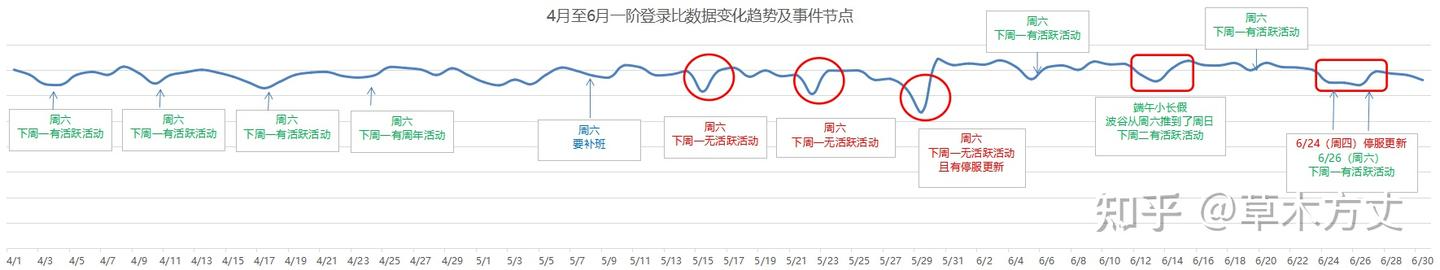 4月至6月一阶登录比数据变化趋势及事件节点
周六
下周一有活跃活动
周六
下周一有活跃活动
周六
下周一有活跃活动
周六
下周一有活跃活动
周六
下周一有周年活动
周六
要补班
周六
下周一无活跃活动
周六
下周一无活跃活动
周六
下周一无活跃活动
且有停服更新
周六
下周一有活跃活动
端午小长假
波谷从周六推到了周日
下周二有活跃活动
6/24（周四）停服更新
6/26（周六）
下周一有活跃活动
知乎 @草木方丈
4/1 4/3 4/5 4/7 4/9 4/11 4/13 4/15 4/17 4/19 4/21 4/23 4/25 4/27 4/29 5/1 5/3 5/5 5/7 5/9 5/11 5/13 5/15 5/17 5/19 5/21 5/23 5/25 5/27 5/29 5/31 6/2 6/4 6/6 6/8 6/10 6/12 6/14 6/16 6/18 6/20 6/22 6/24 6/26 6/28 6/30